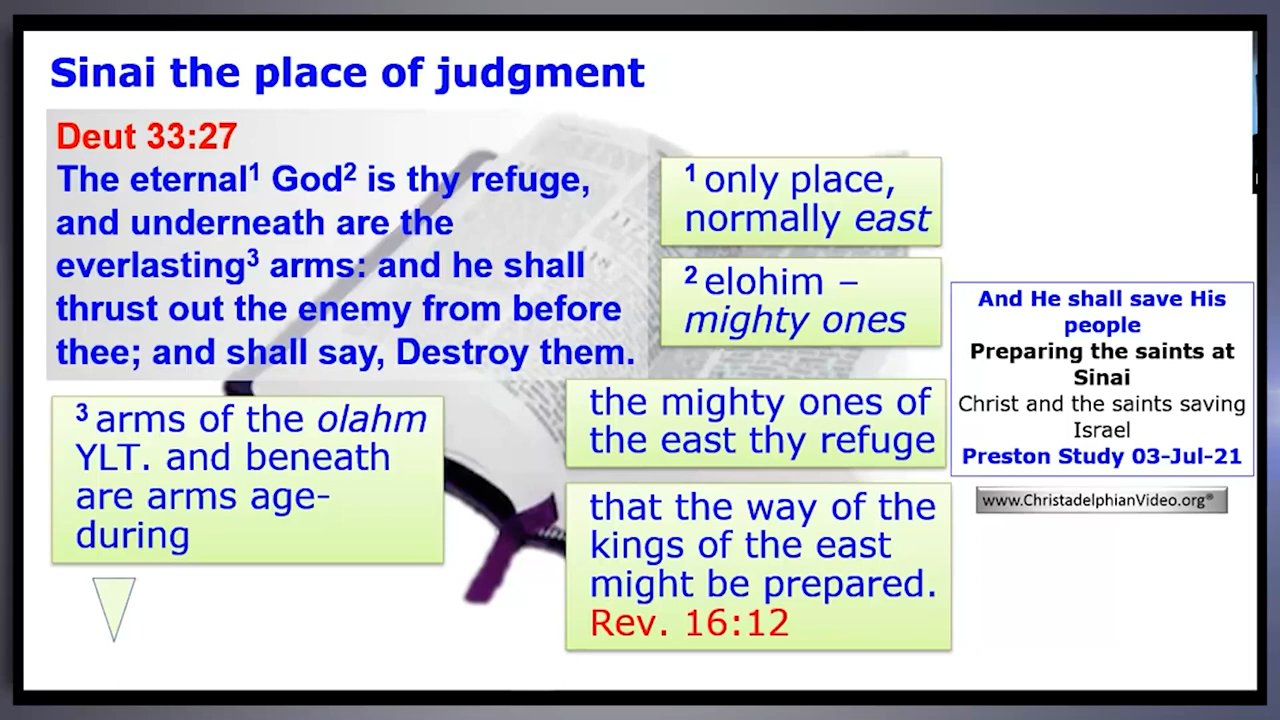 Sinai the place of judgment
Deut 33:27
The eternal¹ God² is thy refuge,
and underneath are the
everlasting³ arms: and he shall
thrust out the enemy from before
thee; and shall say, Destroy them.
¹ only place,
normally east
² elohim –
mighty ones
³ arms of the olahm
YLT. and beneath
are arms age-
during
the mighty ones of
the east thy refuge
that the way of the
kings of the east
might be prepared.
Rev. 16:12
And He shall save His
people
Preparing the saints at
Sinai
Christ and the saints saving
Israel
Preston Study 03-Jul-21
www.ChristadelphianVideo.org®